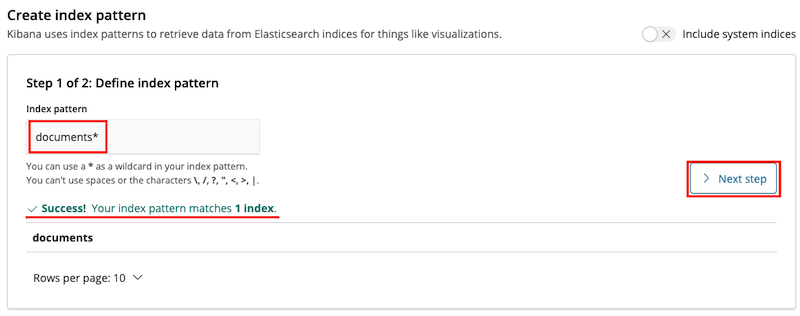 Create index pattern
Kibana uses index patterns to retrieve data from Elasticsearch indices for things like visualizations.
Include system indices
Step 1 of 2: Define index pattern
Index pattern
documents*
You can use a * as a wildcard in your index pattern.
You can't use spaces or the characters \, /, ?, ", <, >, |.
Next step
Success! Your index pattern matches 1 index.
documents
Rows per page: 10